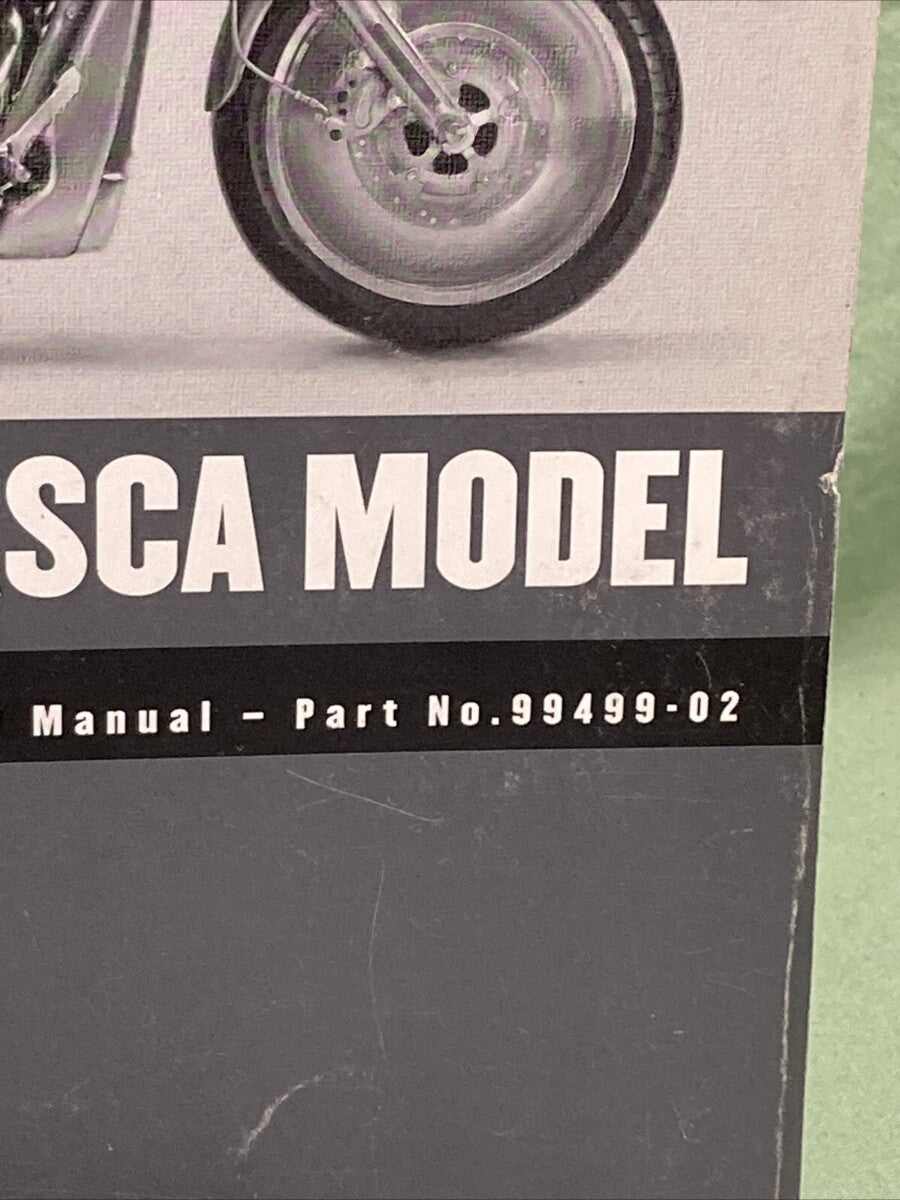 SCA MODEL
Manual – Part No.99499-02